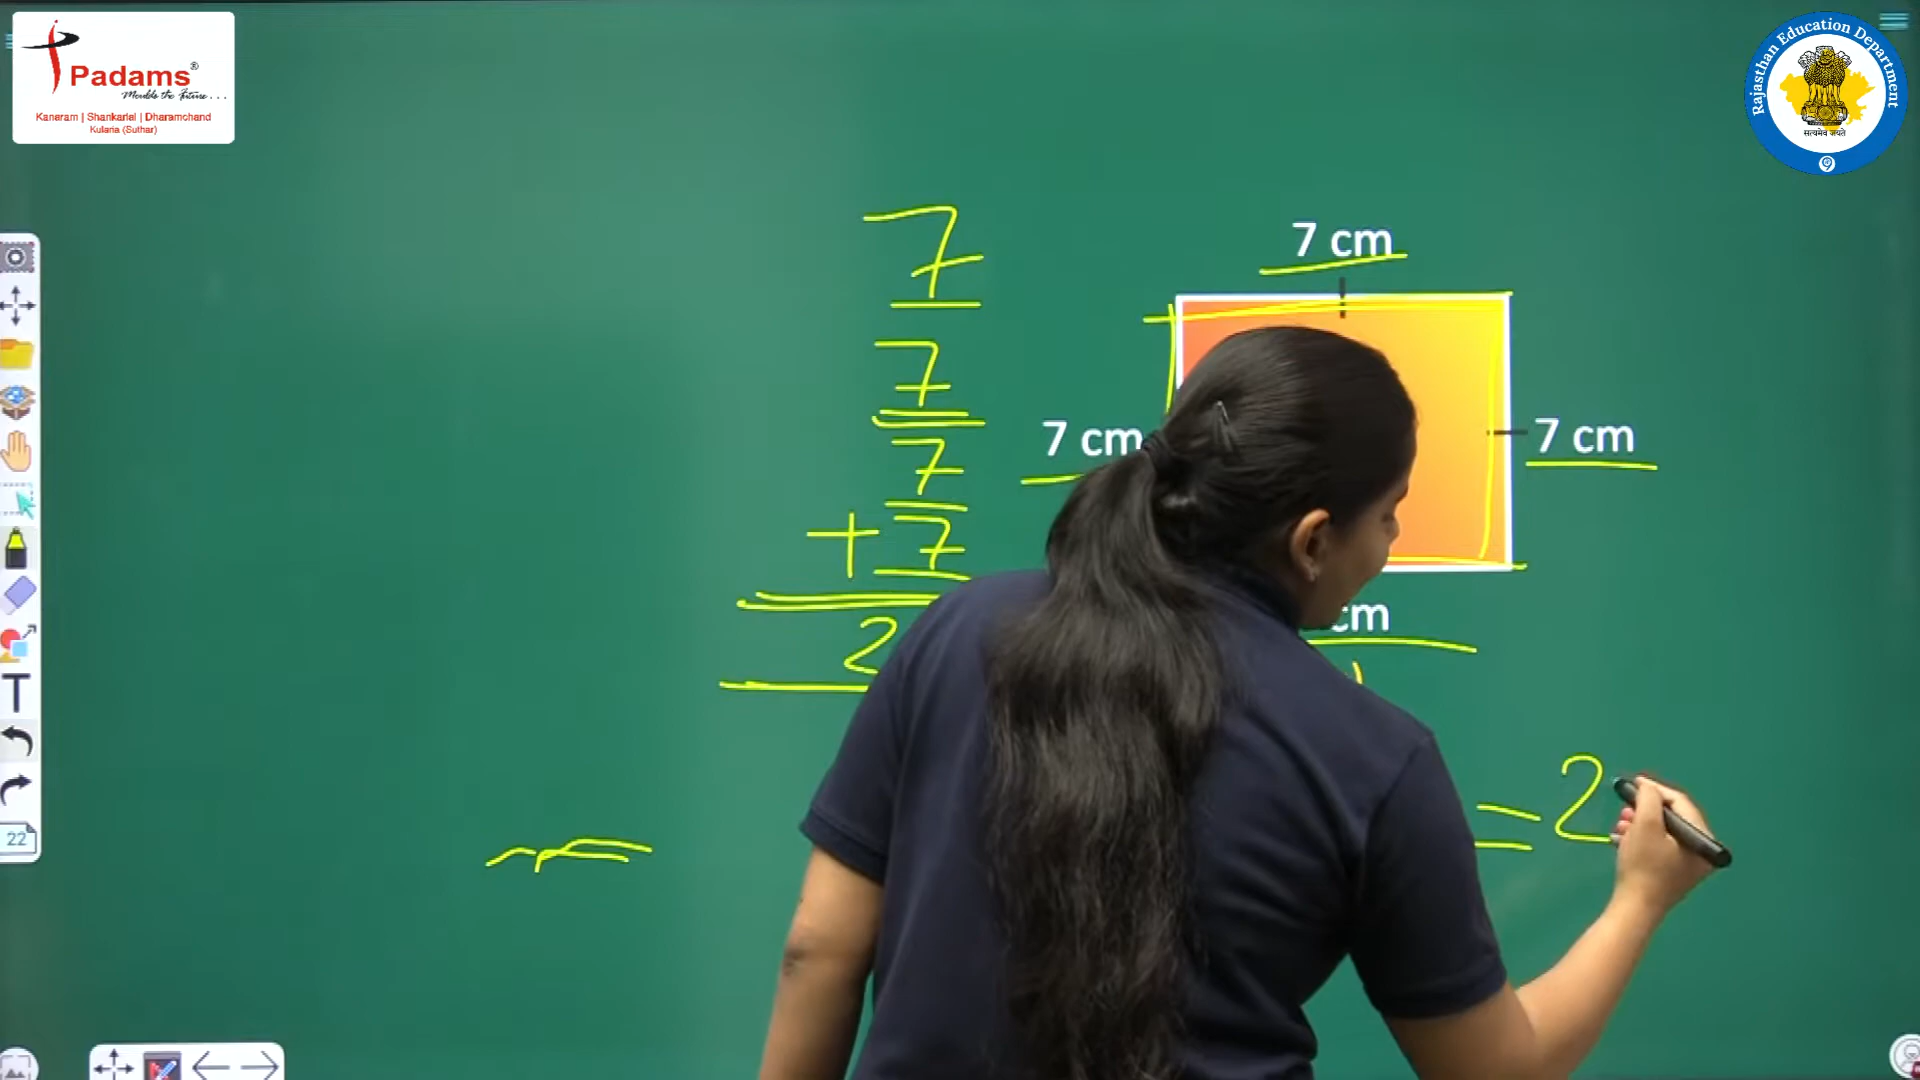 Padams®
Moulds the Future...
Kanaram | Shankarlal | Dharamchand
Kularia (Suthar)
Rajasthan Education Department
सत्यमेव जयते
7
7
7
+ 7
2
7 cm
7 cm
7 cm
cm
= 2
T
22